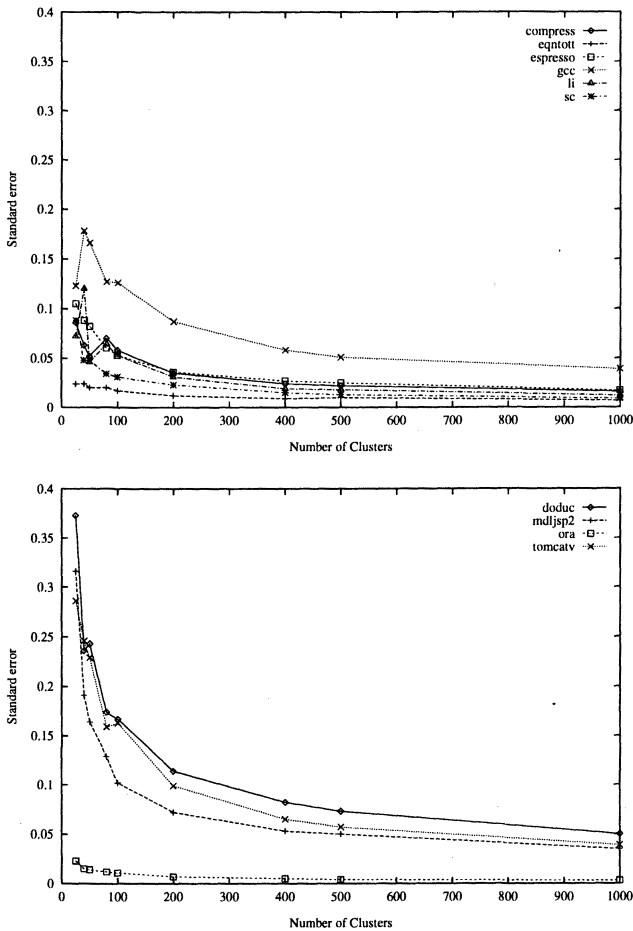 0.4
0.35
0.3
0.25
0.2
0.15
0.1
0.05
0
Standard error
compress
eqntott
espresso
gcc
li
sc
0 100 200 300 400 500 600 700 800 900 1000
Number of Clusters
0.4
0.35
0.3
0.25
0.2
0.15
0.1
0.05
0
Standard error
doduc
mdljsp2
ora
tomcatv
0 100 200 300 400 500 600 700 800 900 1000
Number of Clusters